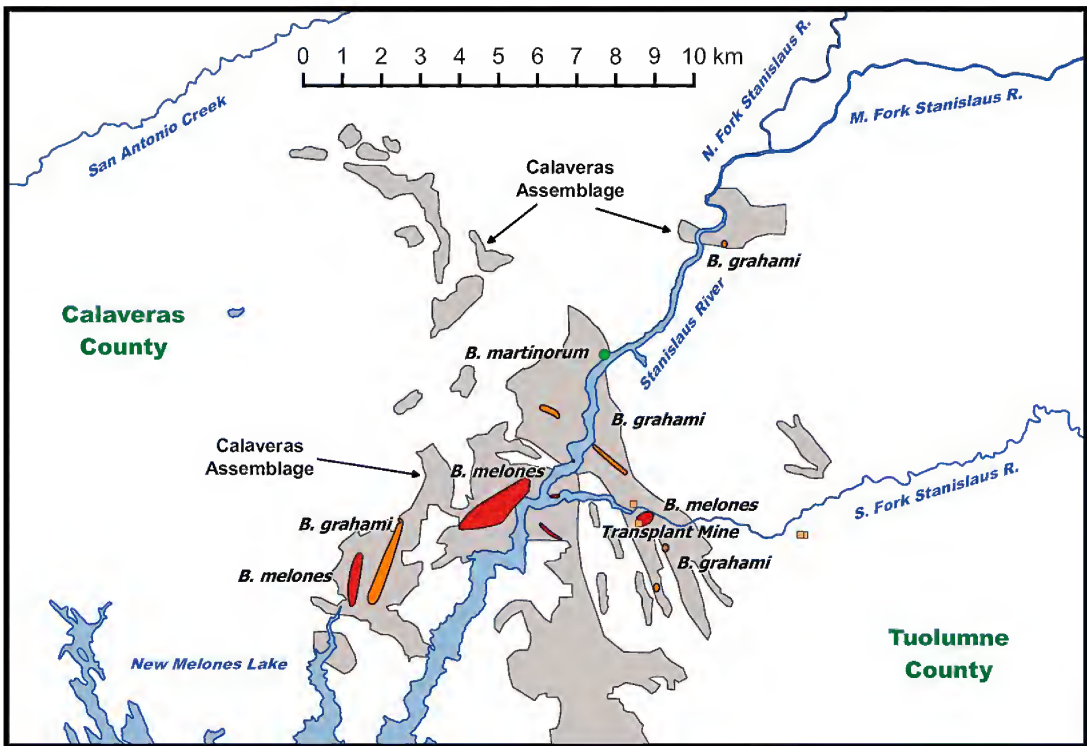 0 1 2 3 4 5 6 7 8 9 10 km
N. Fork Stanislaus R.
M. Fork Stanislaus R.
San Antonio Creek
Calaveras
Assemblage
B. grahami
Stanislaus River
Calaveras
County
B. martinorum
B. grahami
Calaveras
Assemblage
B. melones
S. Fork Stanislaus R.
B. melones
Transplant Mine
B. grahami
B. grahami
B. melones
New Melones Lake
Tuolumne
County